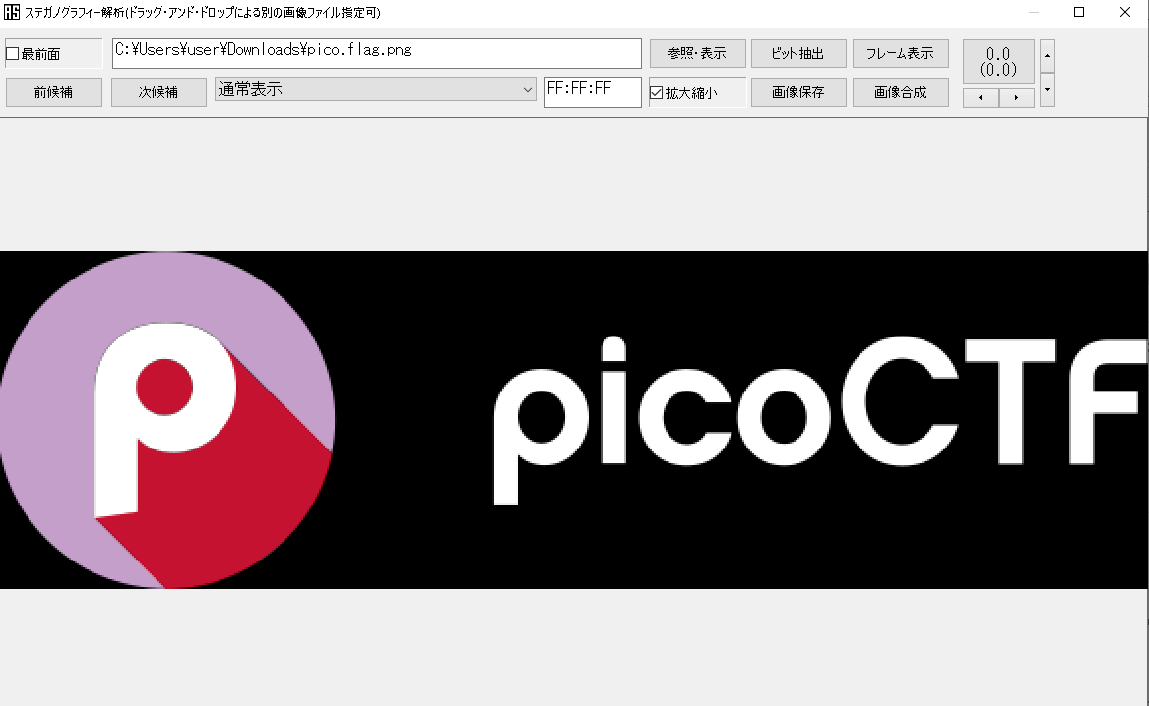 ステガノグラフィー解析(ドラッグ・アンド・ドロップによる別の画像ファイル指定可)
最前面
C:¥Users¥user¥Downloads¥pico.flag.png
参照・表示
ビット抽出
フレーム表示
0.0
(0.0)
前候補
次候補
通常表示
FF:FF:FF
拡大縮小
画像保存
画像合成
picoCTF